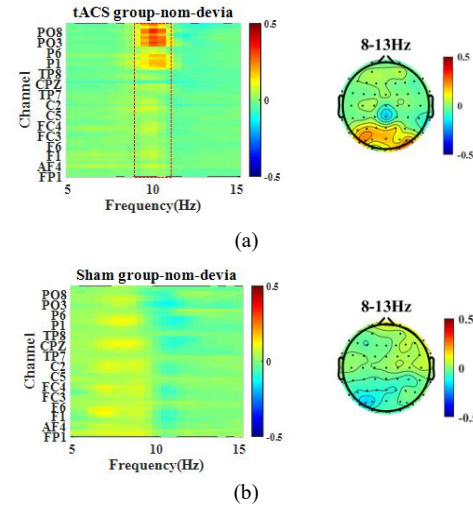 tACS group-nom-devia
PO8
PO3
P6
P1
TP8
CPZ
TP7
C2
C5
FC4
FC3
F6
F1
AF4
FP1
Channel
0.5
0
-0.5
5
10
15
Frequency(Hz)
8-13Hz
0.5
0
-0.5
(a)
Sham group-nom-devia
PO8
PO3
P6
P1
TP8
CPZ
TP7
C2
C5
FC4
FC3
F6
F1
AF4
FP1
Channel
0.5
0
-0.5
5
10
15
Frequency(Hz)
8-13Hz
0.5
0
-0.5
(b)